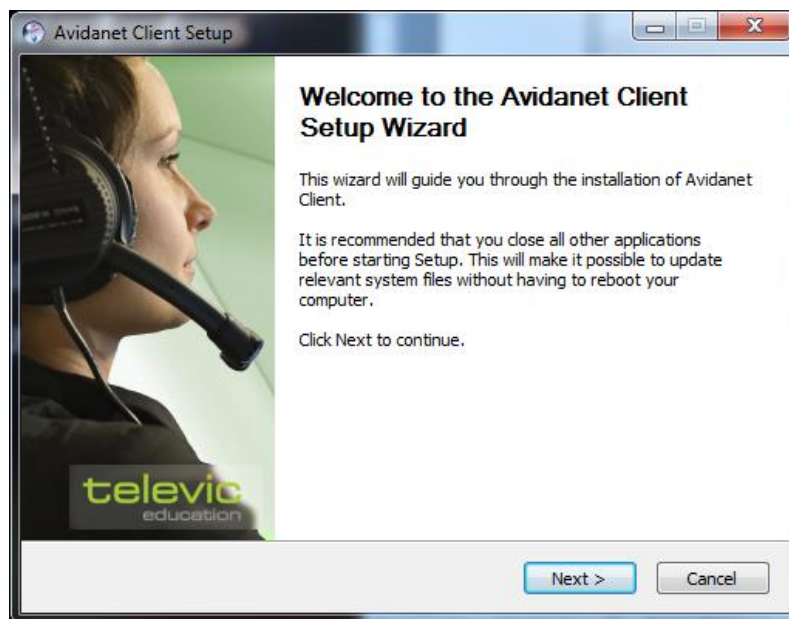 Avidanet Client Setup
Welcome to the Avidanet Client
Setup Wizard
This wizard will guide you through the installation of Avidanet
Client.
It is recommended that you close all other applications
before starting Setup. This will make it possible to update
relevant system files without having to reboot your
computer.
Click Next to continue.
televic
education
Next >
Cancel